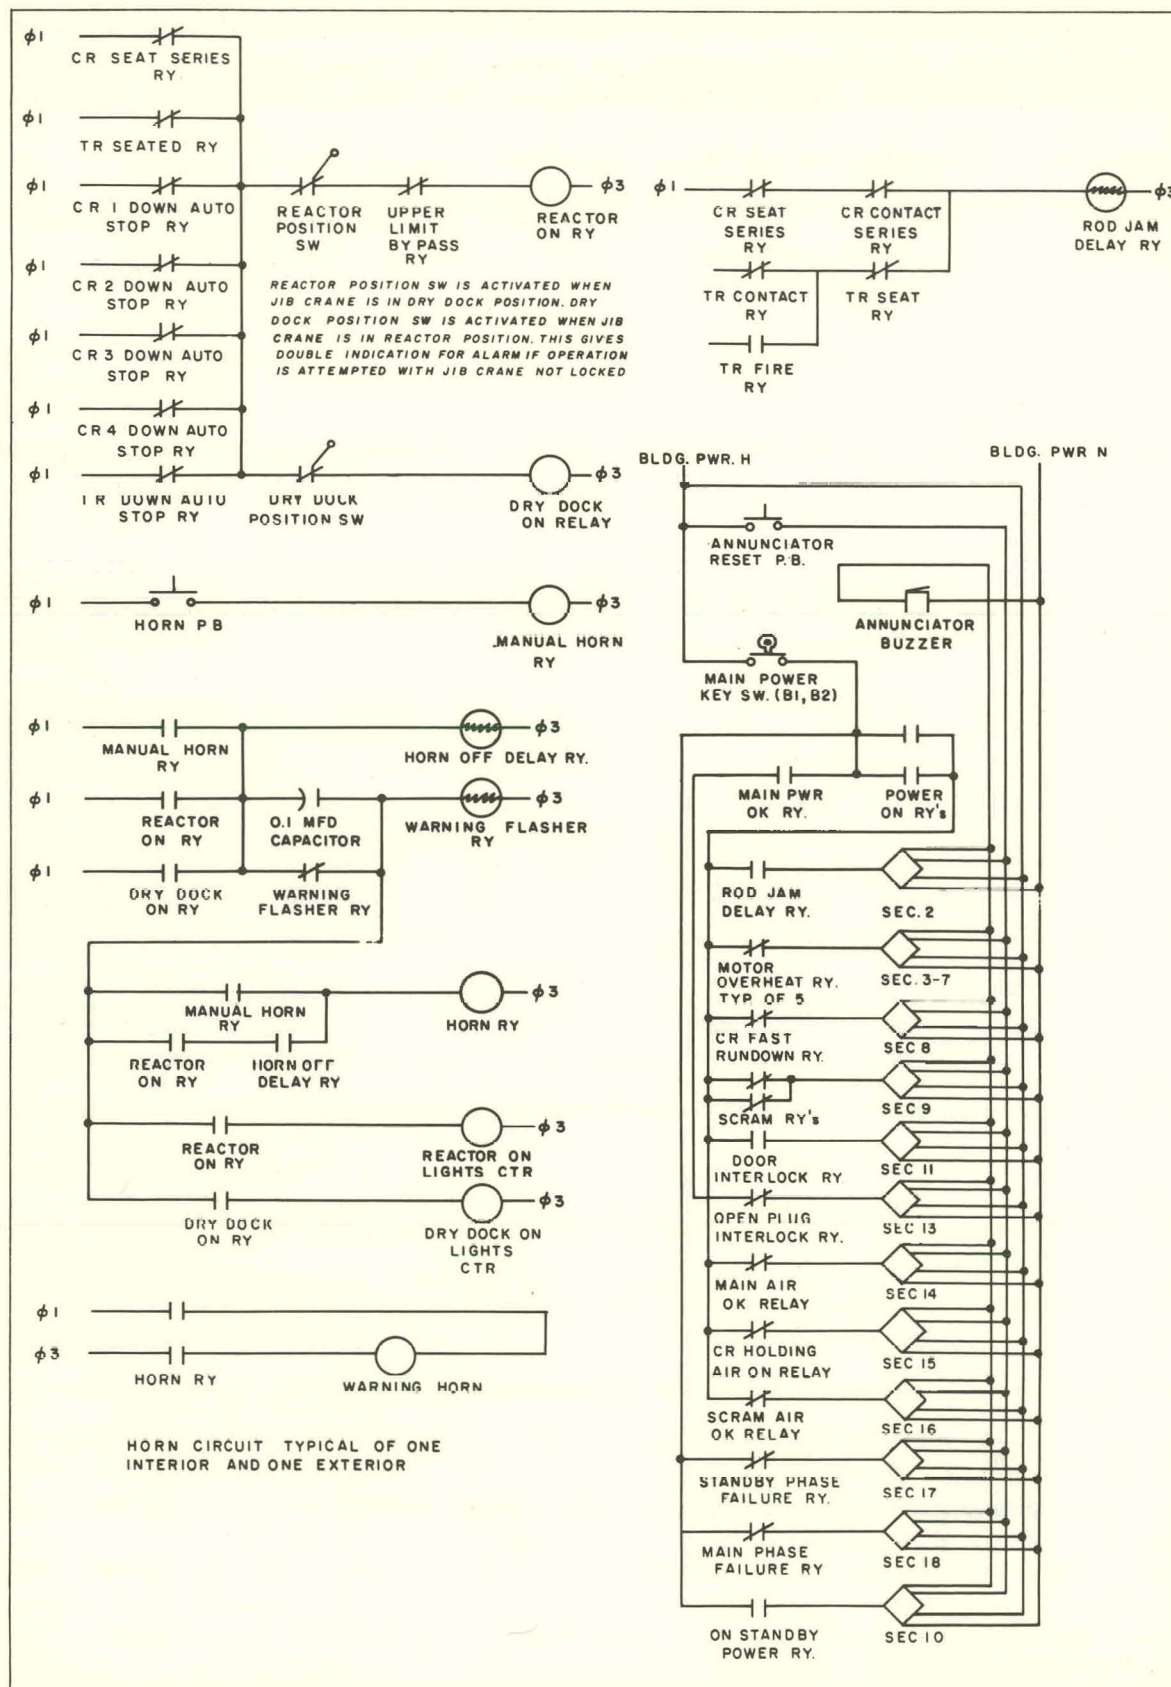 φ1
CR SEAT SERIES
RY
φ1
TR SEATED RY
φ1
CR 1 DOWN AUTO
STOP RY
REACTOR
POSITION
SW
UPPER
LIMIT
BY PASS
RY
φ3
REACTOR
ON RY
φ1
CR 2 DOWN AUTO
STOP RY
φ1
CR3 DOWN AUTO
STOP RY
φ1
CR4 DOWN AUTO
STOP RY
REACTOR POSITION SW IS ACTIVATED WHEN
JIB CRANE IS IN DRY DOCK POSITION. DRY
DOCK POSITION SW IS ACTIVATED WHEN JIB
CRANE IS IN REACTOR POSITION. THIS GIVES
DOUBLE INDICATION FOR ALARM IF OPERATION
IS ATTEMPTED WITH JIB CRANE NOT LOCKED
φ1
TR DOWN AUTO
STOP RY
DRY DOCK
POSITION SW
φ3
DRY DOCK
ON RELAY
φ1
HORN PB
φ3
MANUAL HORN
RY
φ1
MANUAL HORN
RY
φ3
HORN OFF DELAY RY.
φ1
REACTOR
ON RY
0.1 MFD
CAPACITOR
φ3
WARNING FLASHER
RY
φ1
DRY DOCK
ON RY
WARNING
FLASHER RY
MANUAL HORN
RY
φ3
HORN RY
REACTOR
ON RY
HORN OFF
DELAY RY
REACTOR
ON RY
φ3
REACTOR ON
LIGHTS CTR
DRY DOCK
ON RY
φ3
DRY DOCK ON
LIGHTS
CTR
φ1
φ3
HORN RY
WARNING HORN
HORN CIRCUIT TYPICAL OF ONE
INTERIOR AND ONE EXTERIOR
φ1
CR SEAT
SERIES
RY
CR CONTACT
SERIES
RY
φ3
ROD JAM
DELAY RY
TR CONTACT
RY
TR SEAT
RY
TR FIRE
RY
BLDG. PWR. H
BLDG. PWR N
ANNUNCIATOR
RESET P.B.
ANNUNCIATOR
BUZZER
MAIN POWER
KEY SW. (B1, B2)
MAIN PWR
OK RY.
POWER
ON RY's
ROD JAM
DELAY RY.
SEC. 2
MOTOR
OVERHEAT RY.
TYP. OF 5
SEC. 3-7
CR FAST
RUNDOWN RY.
SEC 8
SCRAM RY's
SEC 9
DOOR
INTERLOCK RY.
SEC 11
OPEN PLUG
INTERLOCK RY.
SEC 13
MAIN AIR
OK RELAY
SEC 14
CR HOLDING
AIR ON RELAY
SEC 15
SCRAM AIR
OK RELAY
SEC 16
STANDBY PHASE
FAILURE RY.
SEC 17
MAIN PHASE
FAILURE RY
SEC 18
ON STANDBY
POWER RY.
SEC 10